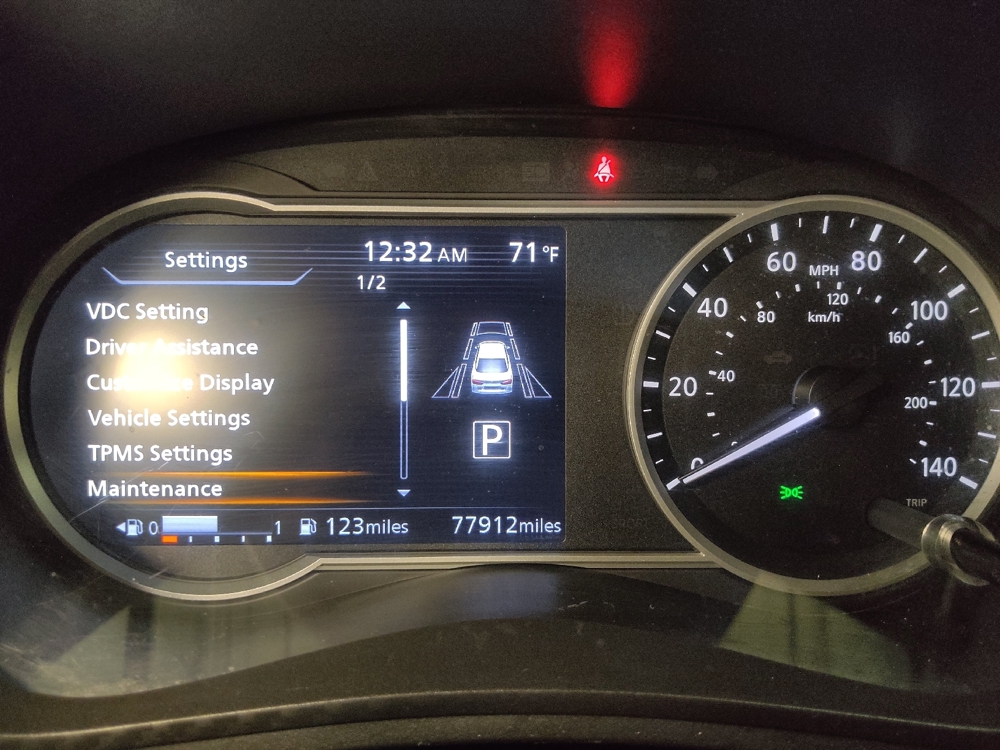 Settings
12:32 AM
71°F
1/2
VDC Setting
Driver Assistance
Customize Display
Vehicle Settings
TPMS Settings
Maintenance
P
0
1
123miles
77912miles
0
20
40
60
80
100
120
140
MPH
km/h
40
80
120
160
200
TRIP